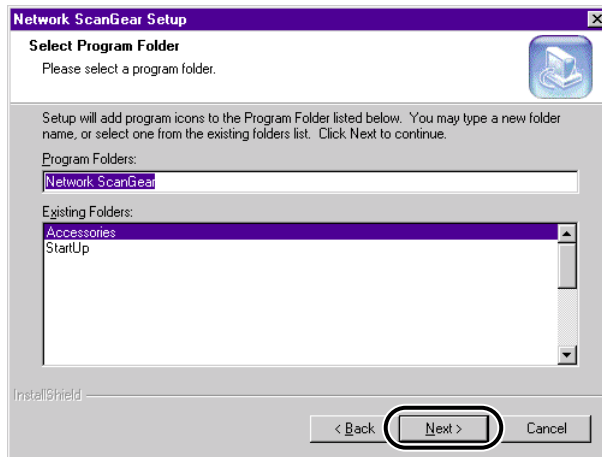 Network ScanGear Setup
Select Program Folder
Please select a program folder.
Setup will add program icons to the Program Folder listed below. You may type a new folder
name, or select one from the existing folders list. Click Next to continue.
Program Folders:
Network ScanGear
Existing Folders:
Accessories
StartUp
InstallShield
< Back
Next >
Cancel